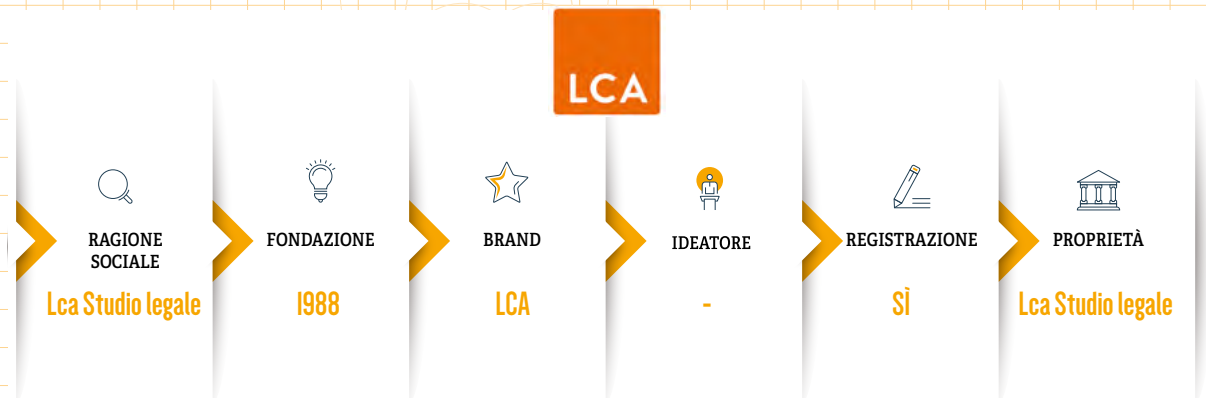 LCA
RAGIONE
SOCIALE
Lca Studio legale
FONDAZIONE
1988
BRAND
LCA
IDEATORE
-
REGISTRAZIONE
SÌ
PROPRIETÀ
Lca Studio legale